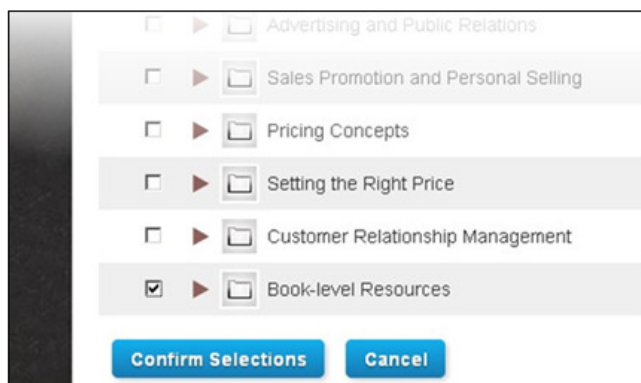 Advertising and Public Relations
Sales Promotion and Personal Selling
Pricing Concepts
Setting the Right Price
Customer Relationship Management
Book-level Resources
Confirm Selections Cancel